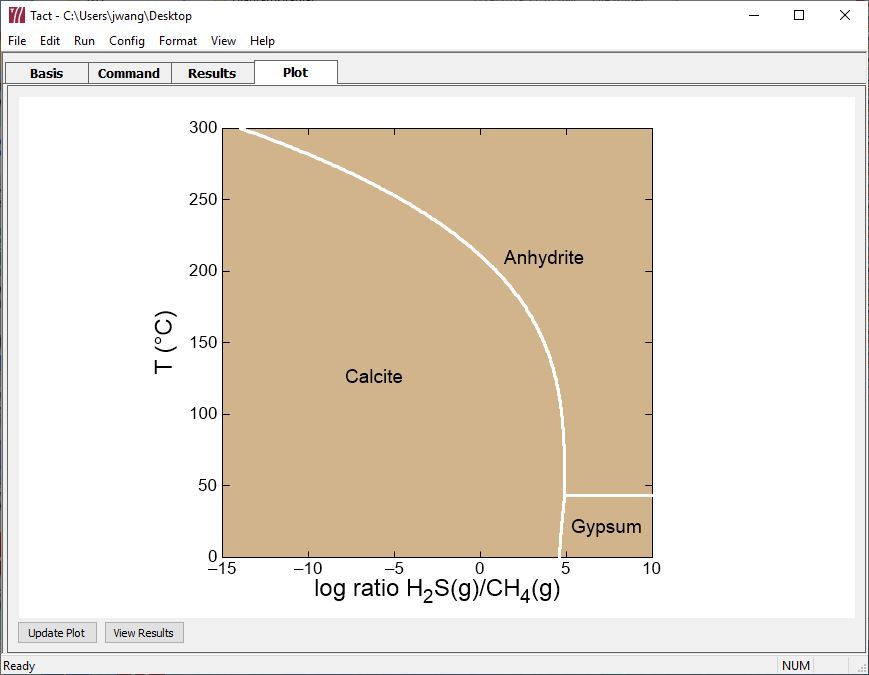 Tact - C:\Users\jwang\Desktop
File Edit Run Config Format View Help
Basis Command Results Plot
300
250
200
150
100
50
0
T (°C)
Anhydrite
Calcite
Gypsum
–15 –10 –5 0 5 10
log ratio H₂S(g)/CH₄(g)
Update Plot View Results
Ready NUM